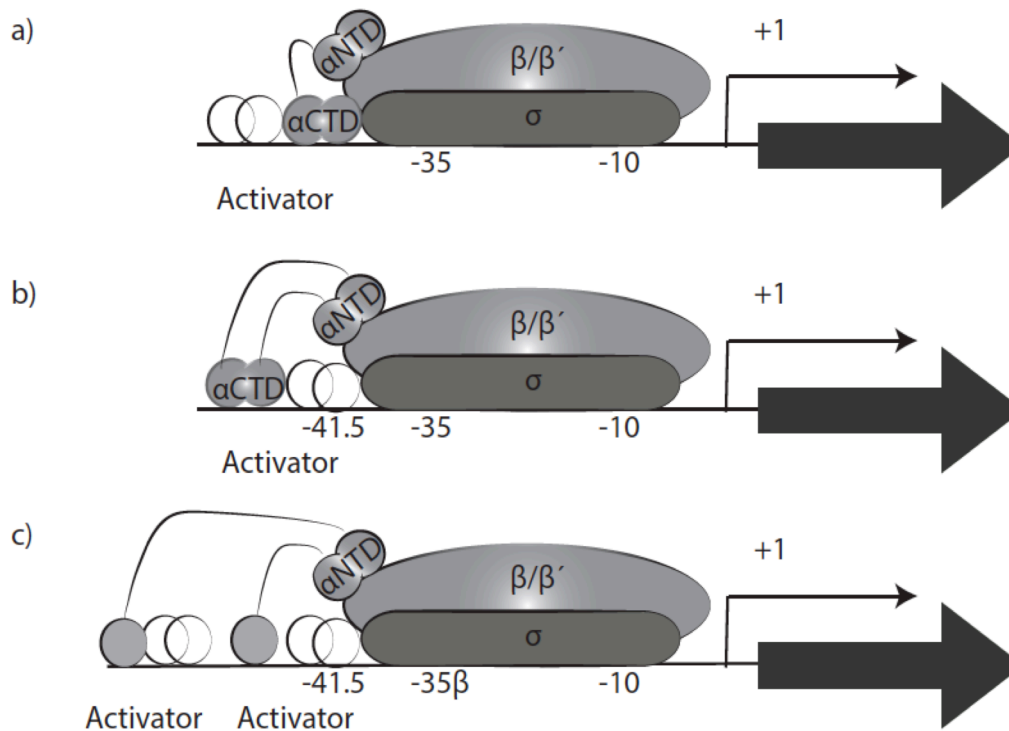 a)
αNTD
β/β´
+1
αCTD
σ
-35
-10
Activator
b)
αNTD
β/β´
+1
αCTD
σ
-41.5
-35
-10
Activator
c)
αNTD
β/β´
+1
σ
-41.5
-35β
-10
Activator
Activator